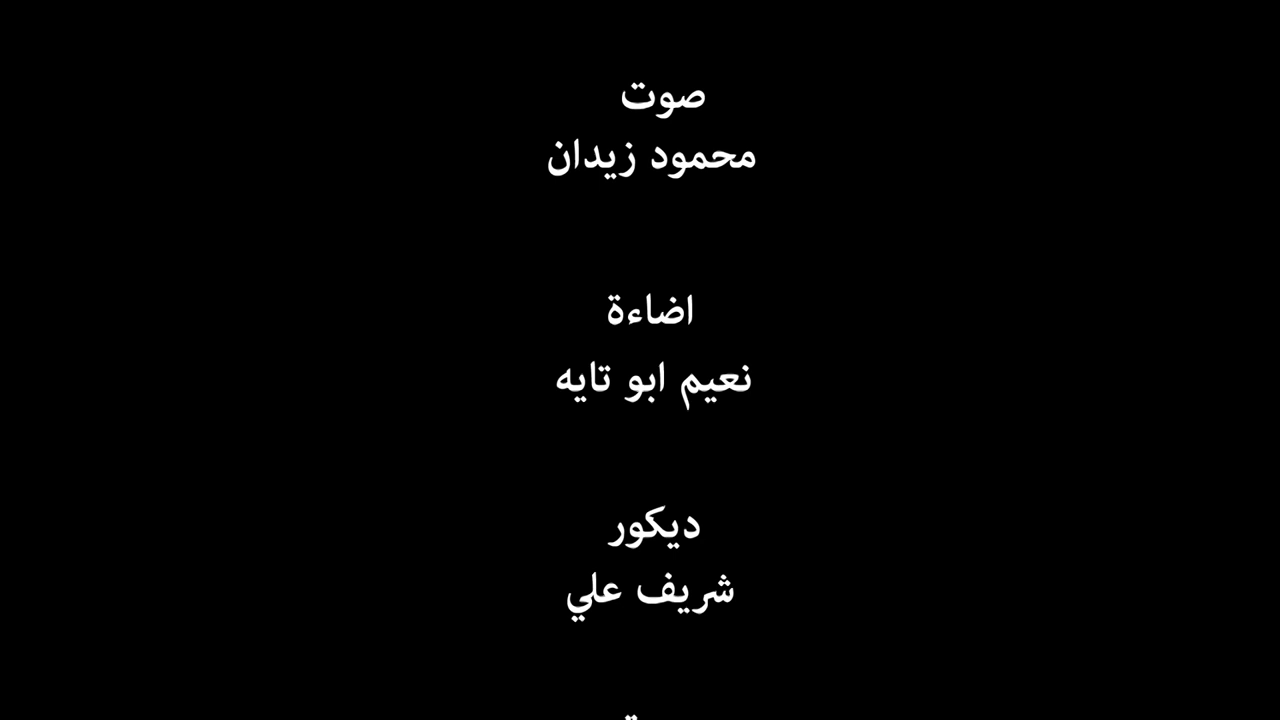 صوت
محمود زيدان
اضاءة
نعيم ابو تايه
ديكور
شريف علي